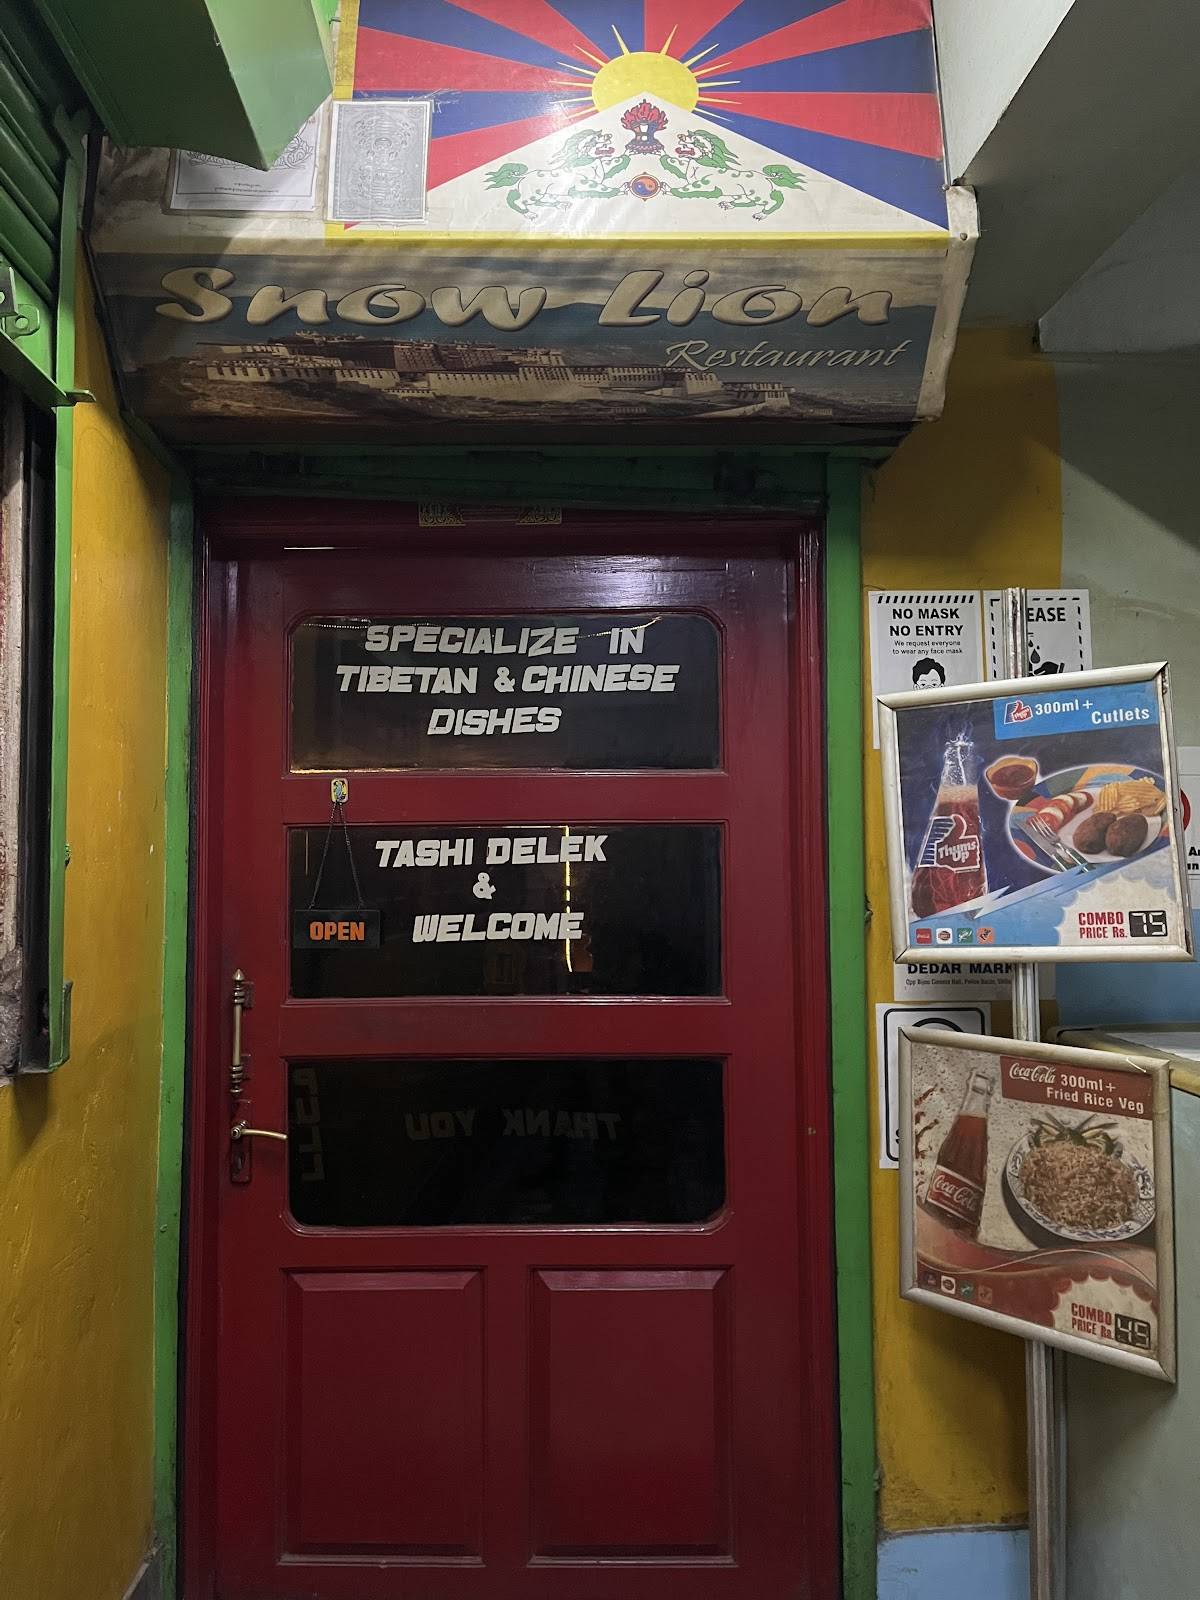 Snow Lion
Restaurant
SPECIALIZE IN
TIBETAN & CHINESE
DISHES
TASHI DELEK
&
WELCOME
OPEN
THANK YOU
NO MASK
NO ENTRY
We request everyone
to wear any face mask
EASE
Thums Up 300ml +
Cutlets
Thums
Up
COMBO
PRICE Rs. 75
DEDAR MARK
Coca-Cola 300ml +
Fried Rice Veg
Coca-Cola
COMBO
PRICE Rs. 45